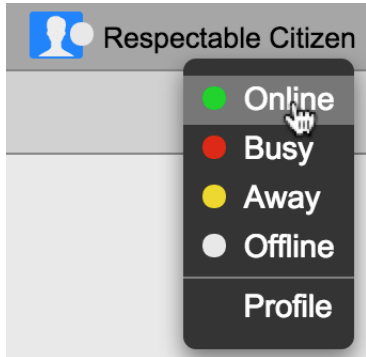 Respectable Citizen
Online
Busy
Away
Offline
Profile